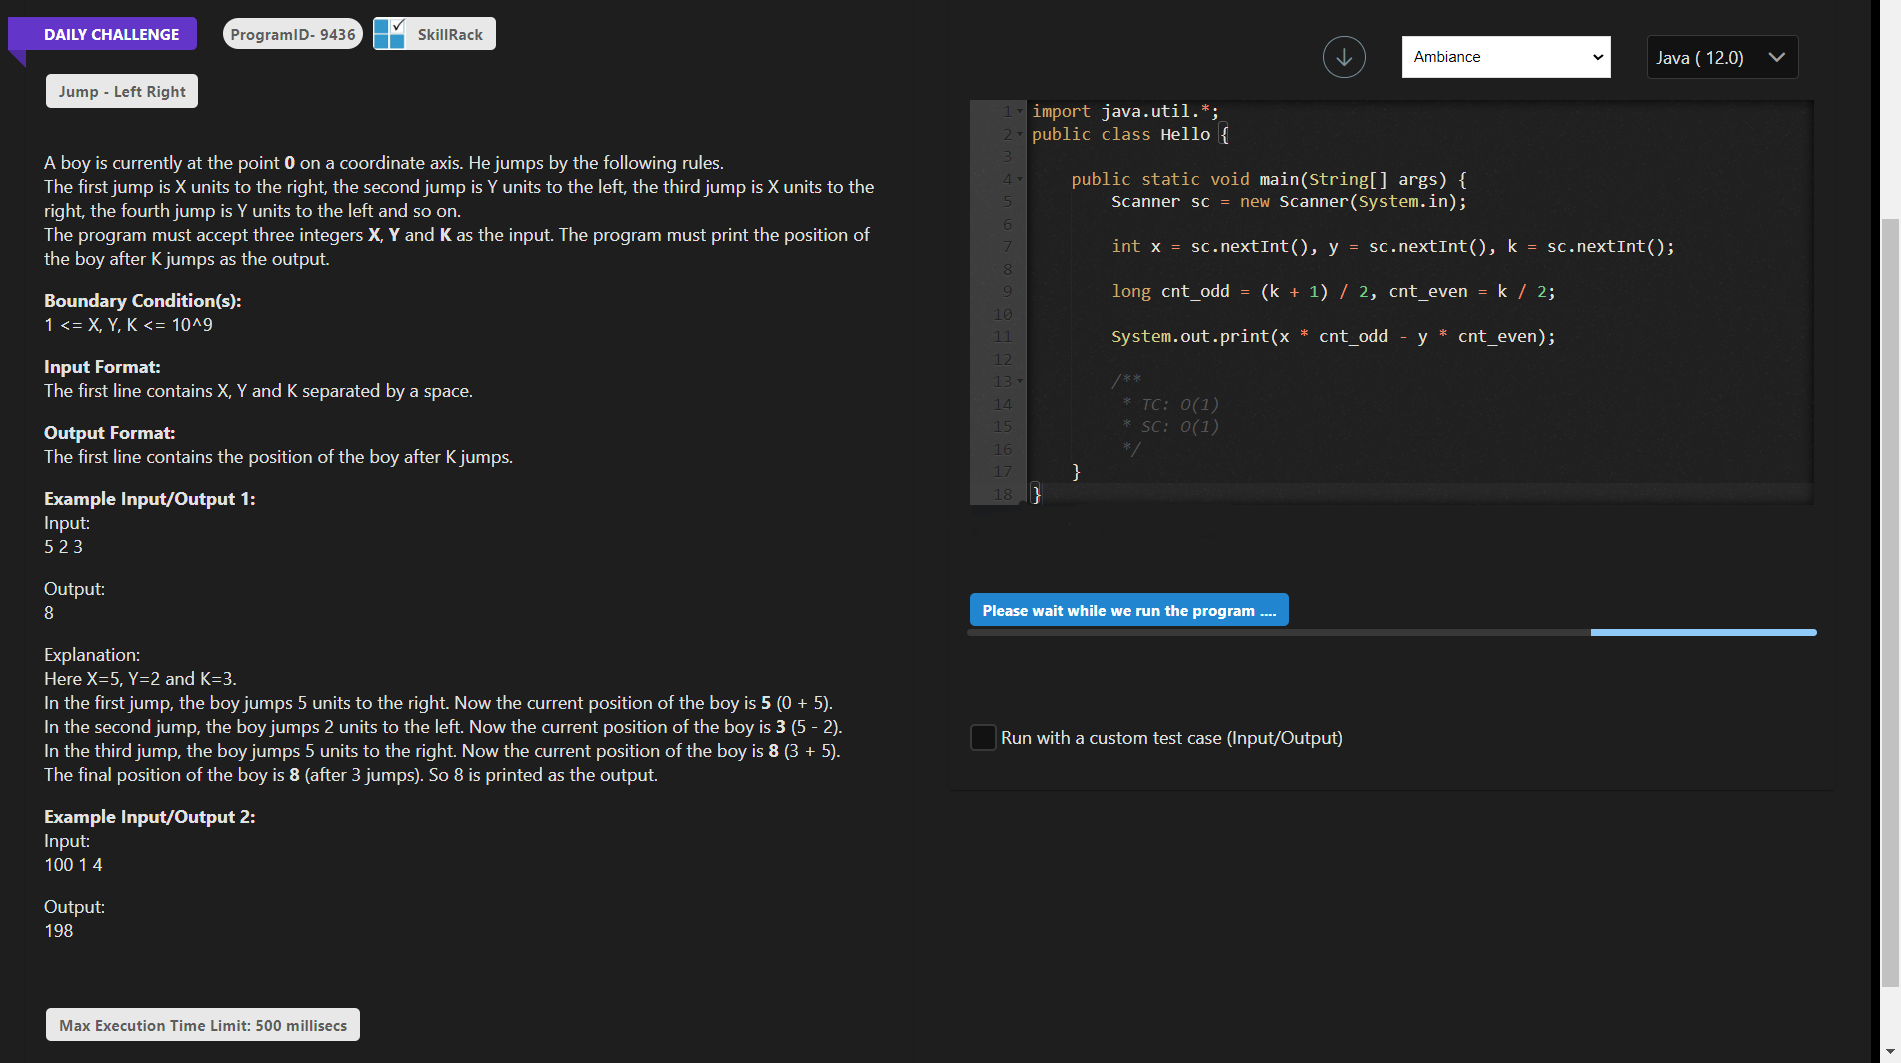 DAILY CHALLENGE
ProgramID- 9436
SkillRack
Jump - Left Right
A boy is currently at the point 0 on a coordinate axis. He jumps by the following rules.
The first jump is X units to the right, the second jump is Y units to the left, the third jump is X units to the
right, the fourth jump is Y units to the left and so on.
The program must accept three integers X, Y and K as the input. The program must print the position of
the boy after K jumps as the output.
Boundary Condition(s):
1 <= X, Y, K <= 10^9
Input Format:
The first line contains X, Y and K separated by a space.
Output Format:
The first line contains the position of the boy after K jumps.
Example Input/Output 1:
Input:
5 2 3
Output:
8
Explanation:
Here X=5, Y=2 and K=3.
In the first jump, the boy jumps 5 units to the right. Now the current position of the boy is 5 (0 + 5).
In the second jump, the boy jumps 2 units to the left. Now the current position of the boy is 3 (5 - 2).
In the third jump, the boy jumps 5 units to the right. Now the current position of the boy is 8 (3 + 5).
The final position of the boy is 8 (after 3 jumps). So 8 is printed as the output.
Example Input/Output 2:
Input:
100 1 4
Output:
198
Max Execution Time Limit: 500 millisecs
Ambiance
Java ( 12.0)
1 import java.util.*;
2 public class Hello {
3
4     public static void main(String[] args) {
5         Scanner sc = new Scanner(System.in);
6
7         int x = sc.nextInt(), y = sc.nextInt(), k = sc.nextInt();
8
9         long cnt_odd = (k + 1) / 2, cnt_even = k / 2;
10
11         System.out.print(x * cnt_odd - y * cnt_even);
12
13         /**
14          * TC: O(1)
15          * SC: O(1)
16          */
17     }
18 }
Please wait while we run the program ....
Run with a custom test case (Input/Output)